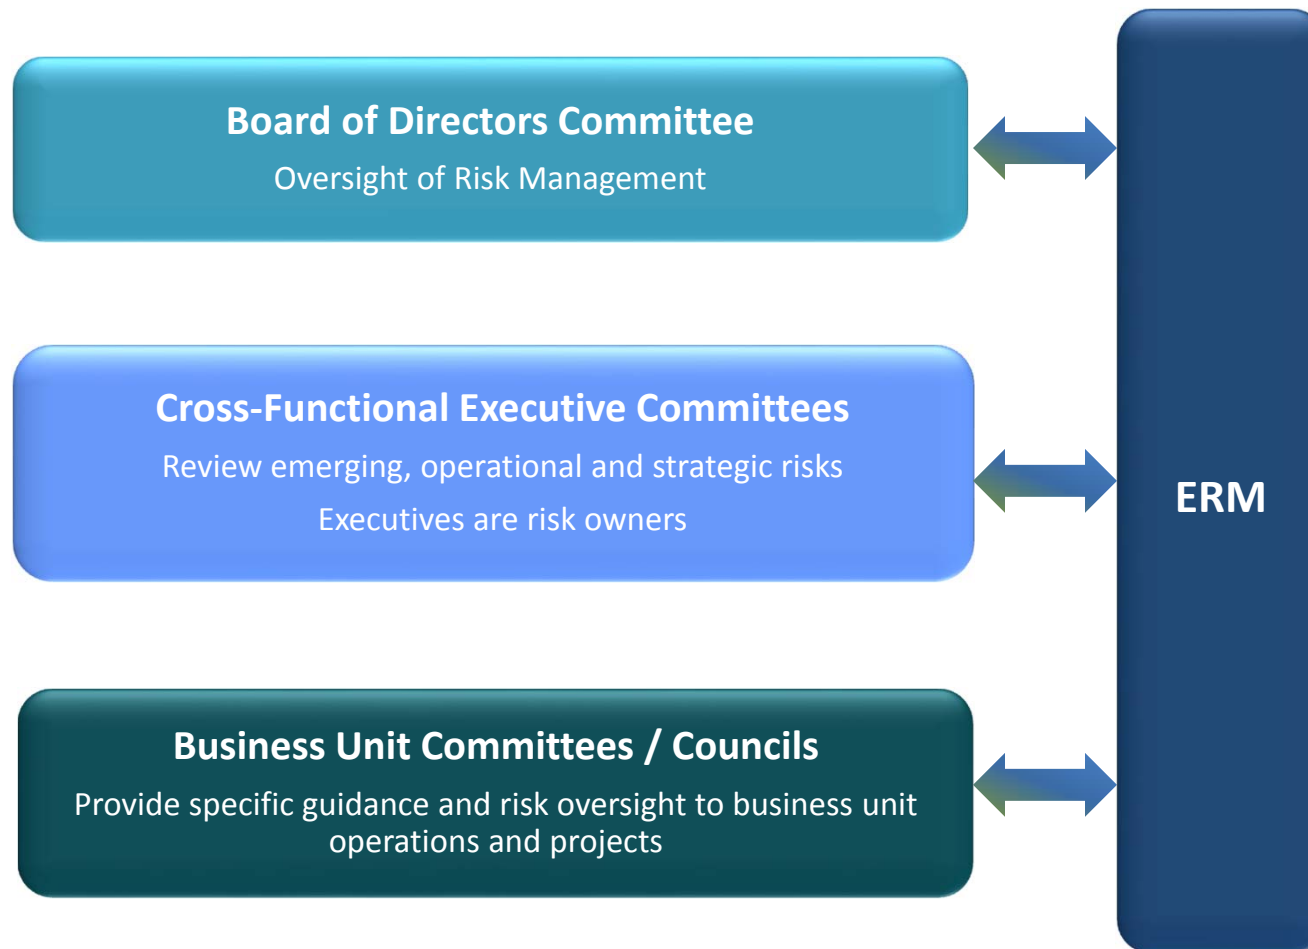 Board of Directors Committee
Oversight of Risk Management
Cross-Functional Executive Committees
Review emerging, operational and strategic risks
Executives are risk owners
ERM
Business Unit Committees / Councils
Provide specific guidance and risk oversight to business unit
operations and projects